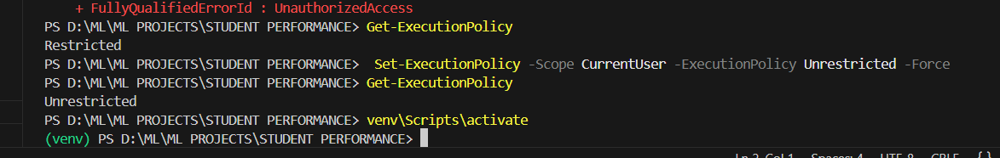 + FullyQualifiedErrorId : UnauthorizedAccess
PS D:\ML\ML PROJECTS\STUDENT PERFORMANCE> Get-ExecutionPolicy
Restricted
PS D:\ML\ML PROJECTS\STUDENT PERFORMANCE>  Set-ExecutionPolicy -Scope CurrentUser -ExecutionPolicy Unrestricted -Force
PS D:\ML\ML PROJECTS\STUDENT PERFORMANCE> Get-ExecutionPolicy
Unrestricted
PS D:\ML\ML PROJECTS\STUDENT PERFORMANCE> venv\Scripts\activate
(venv) PS D:\ML\ML PROJECTS\STUDENT PERFORMANCE>